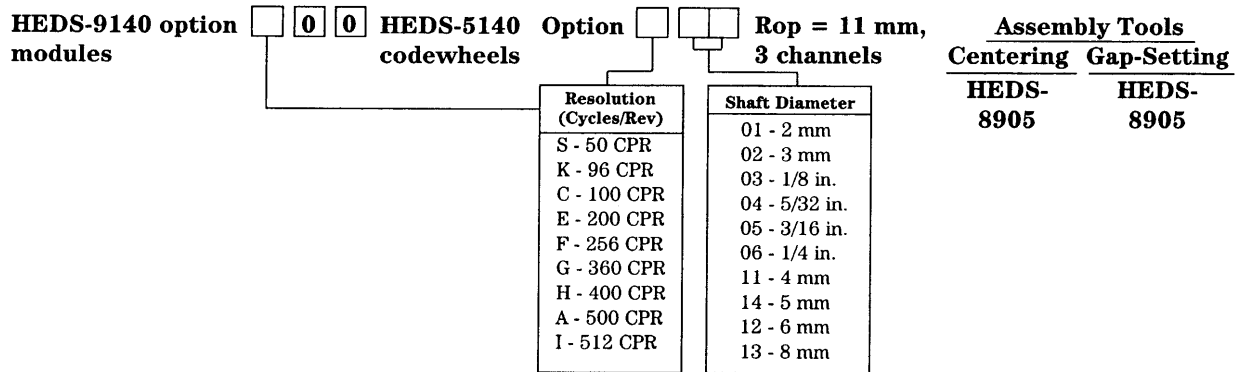 HEDS-9140 option 0 0 HEDS-5140 Option Rop = 11 mm,
modules codewheels 3 channels
Assembly Tools
Centering Gap-Setting
HEDS- HEDS-
8905 8905
Resolution
(Cycles/Rev)
S - 50 CPR
K - 96 CPR
C - 100 CPR
E - 200 CPR
F - 256 CPR
G - 360 CPR
H - 400 CPR
A - 500 CPR
I - 512 CPR
Shaft Diameter
01 - 2 mm
02 - 3 mm
03 - 1/8 in.
04 - 5/32 in.
05 - 3/16 in.
06 - 1/4 in.
11 - 4 mm
14 - 5 mm
12 - 6 mm
13 - 8 mm